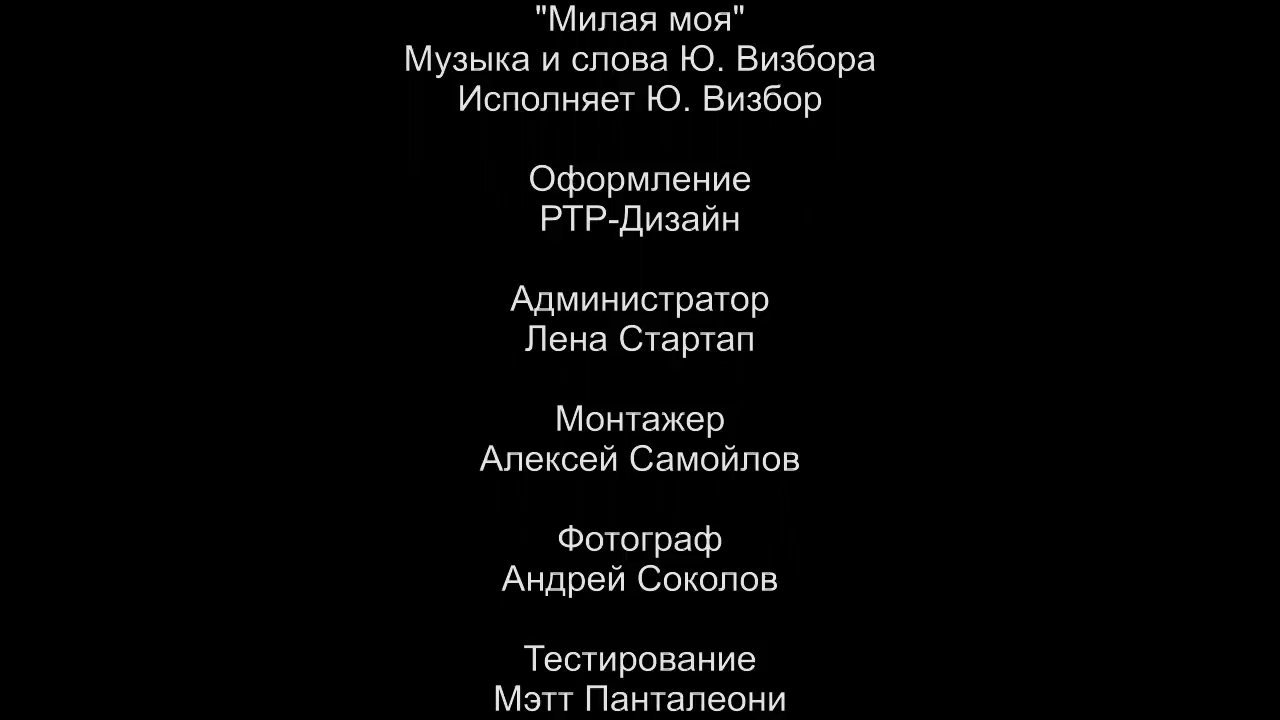 "Милая моя"
Музыка и слова Ю. Визбора
Исполняет Ю. Визбор
Оформление
РТР-Дизайн
Администратор
Лена Стартап
Монтажер
Алексей Самойлов
Фотограф
Андрей Соколов
Тестирование
Мэтт Панталеони